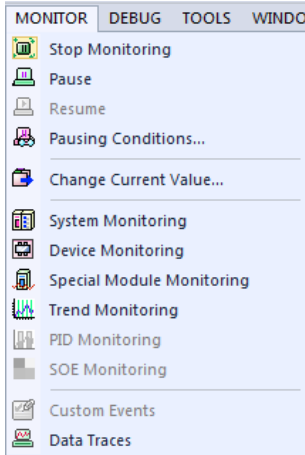 MONITOR DEBUG TOOLS WINDO
Stop Monitoring
Pause
Resume
Pausing Conditions...
Change Current Value...
System Monitoring
Device Monitoring
Special Module Monitoring
Trend Monitoring
PID Monitoring
SOE Monitoring
Custom Events
Data Traces